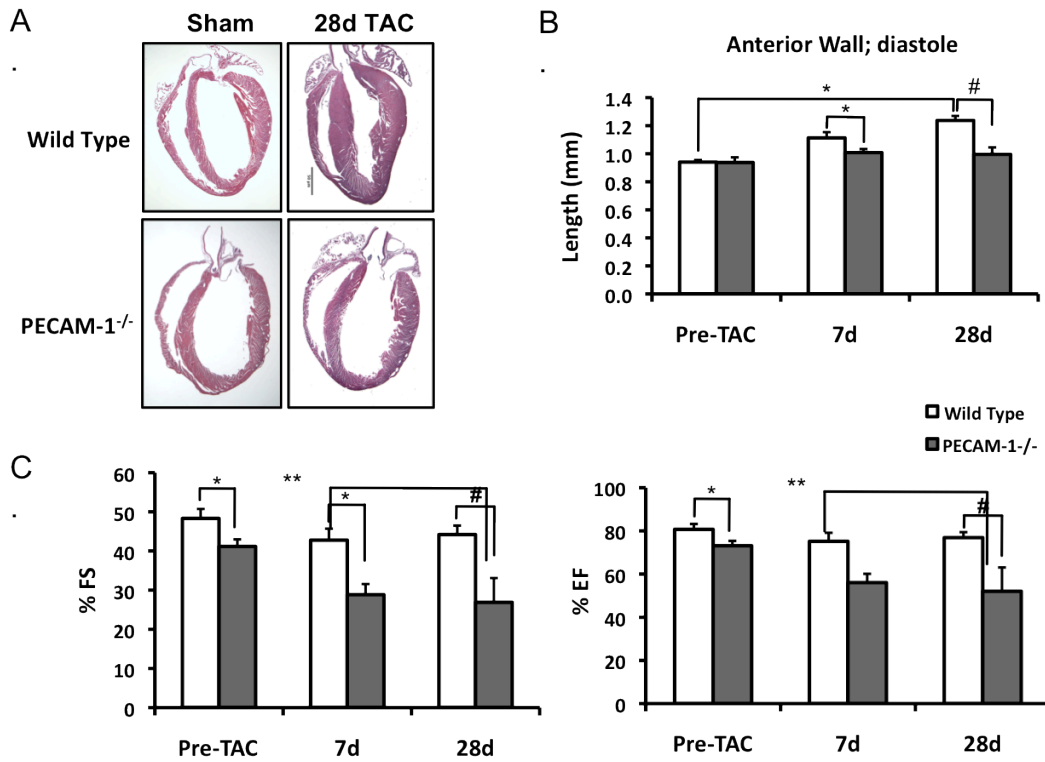 A
Sham 28d TAC
Wild Type
PECAM-1-/-
B
Anterior Wall; diastole
* * #
Length (mm)
1.4
1.2
1.0
0.8
0.6
0.4
0.2
0.0
Pre-TAC 7d 28d
Wild Type
PECAM-1-/-
C
% FS
60
50
40
30
20
10
0
* ** * #
Pre-TAC 7d 28d
% EF
100
80
60
40
20
0
* ** #
Pre-TAC 7d 28d